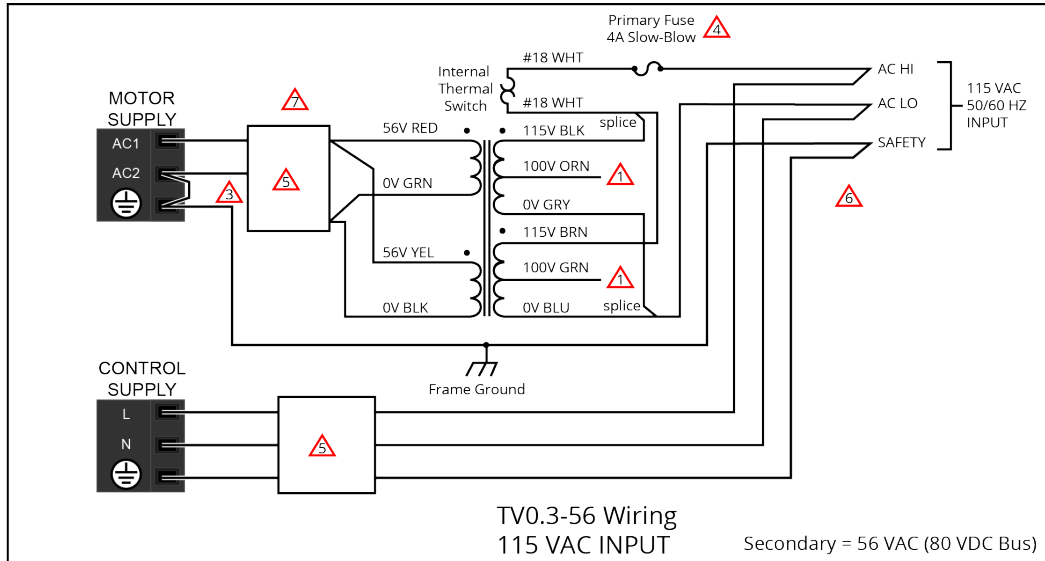 Primary Fuse
4A Slow-Blow
4
#18 WHT
AC HI
Internal
Thermal
Switch
115 VAC
50/60 HZ
INPUT
MOTOR
SUPPLY
7
#18 WHT
AC LO
splice
56V RED
115V BLK
AC1
SAFETY
100V ORN
1
AC2
5
3
0V GRN
0V GRY
6
115V BRN
56V YEL
100V GRN
1
0V BLK
0V BLU
splice
CONTROL
SUPPLY
Frame Ground
L
N
5
TV0.3-56 Wiring
115 VAC INPUT
Secondary = 56 VAC (80 VDC Bus)